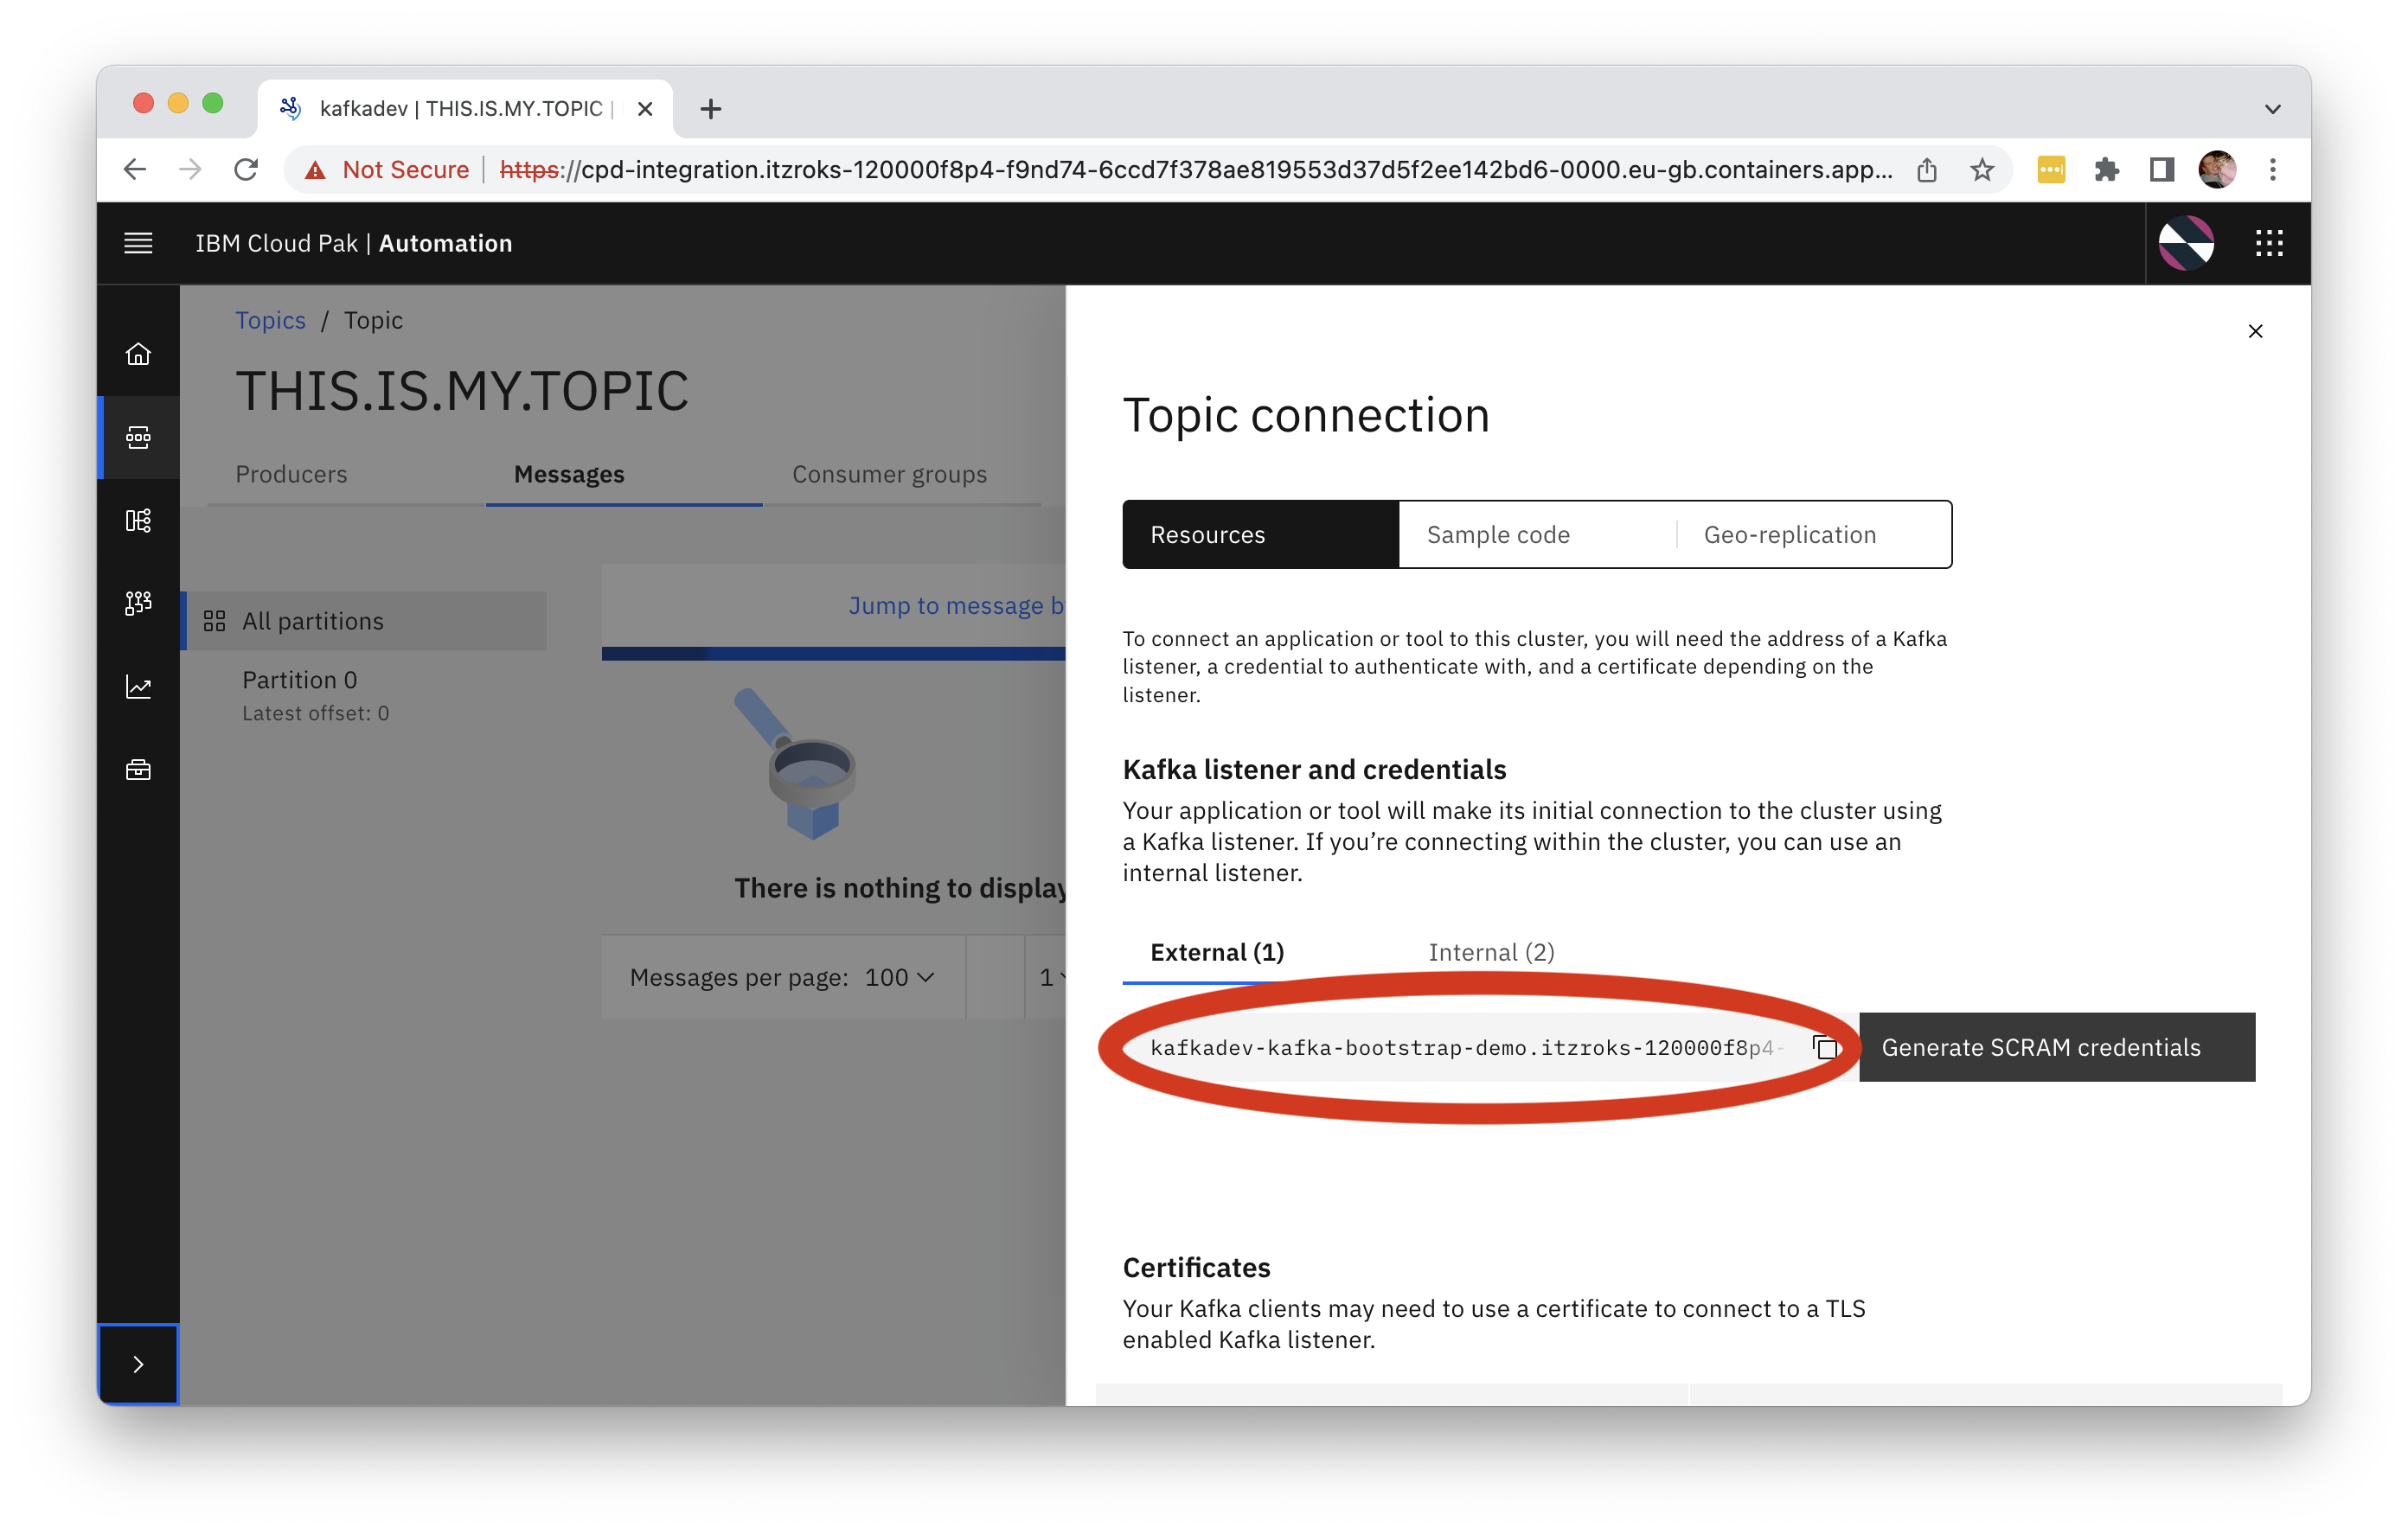 kafkadev | THIS.IS.MY.TOPIC |
Not Secure | https://cpd-integration.itzroks-120000f8p4-f9nd74-6ccd7f378ae819553d37d5f2ee142bd6-0000.eu-gb.containers.app...
IBM Cloud Pak | Automation
Topics / Topic
THIS.IS.MY.TOPIC
Producers
Messages
Consumer groups
All partitions
Partition 0
Latest offset: 0
Jump to message b
There is nothing to display
Messages per page: 100
1
Topic connection
Resources
Sample code
Geo-replication
To connect an application or tool to this cluster, you will need the address of a Kafka
listener, a credential to authenticate with, and a certificate depending on the
listener.
Kafka listener and credentials
Your application or tool will make its initial connection to the cluster using
a Kafka listener. If you’re connecting within the cluster, you can use an
internal listener.
External (1)
Internal (2)
kafkadev-kafka-bootstrap-demo.itzroks-120000f8p4-
Generate SCRAM credentials
Certificates
Your Kafka clients may need to use a certificate to connect to a TLS
enabled Kafka listener.